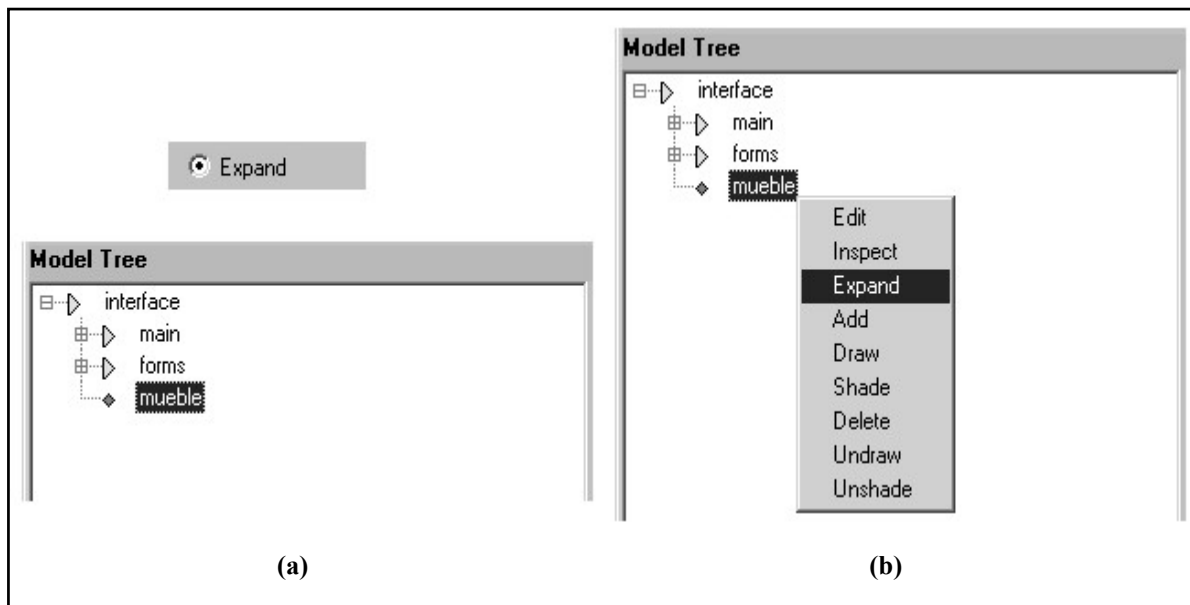 Expand
Model Tree
interface
main
forms
mueble
(a)
Model Tree
interface
main
forms
mueble
Edit
Inspect
Expand
Add
Draw
Shade
Delete
Undraw
Unshade
(b)